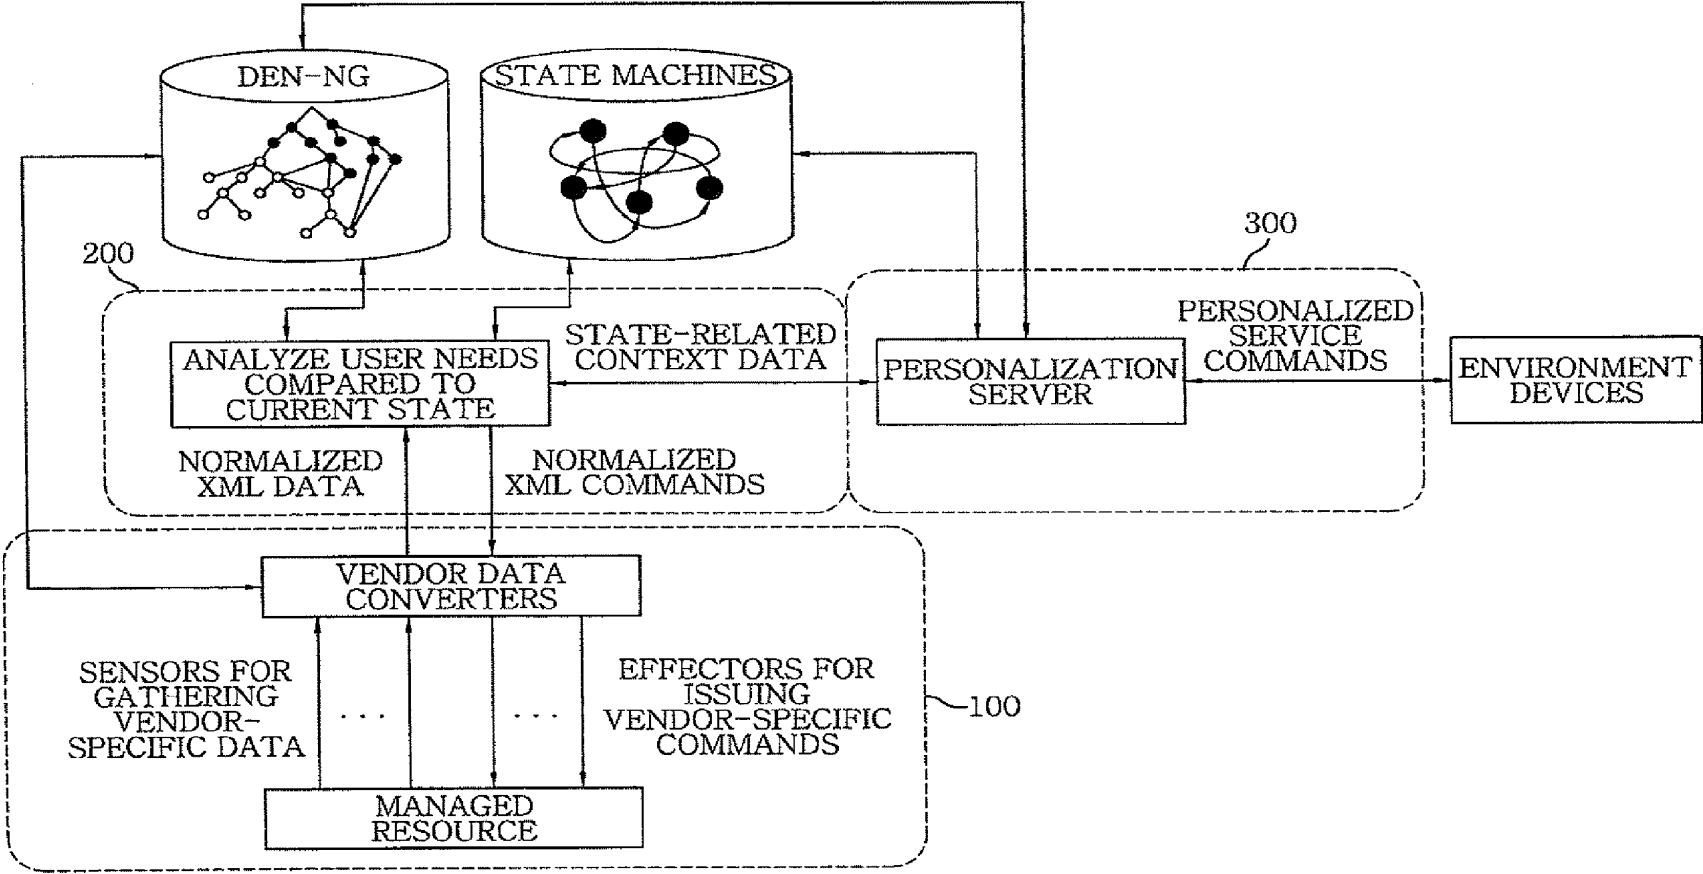 DEN-NG
STATE MACHINES
200
300
STATE-RELATED
CONTEXT DATA
PERSONALIZED
SERVICE
COMMANDS
ANALYZE USER NEEDS
COMPARED TO
CURRENT STATE
PERSONALIZATION
SERVER
ENVIRONMENT
DEVICES
NORMALIZED
XML DATA
NORMALIZED
XML COMMANDS
VENDOR DATA
CONVERTERS
SENSORS FOR
GATHERING
VENDOR-
SPECIFIC DATA
...
...
EFFECTORS FOR
ISSUING
VENDOR-SPECIFIC
COMMANDS
100
MANAGED
RESOURCE